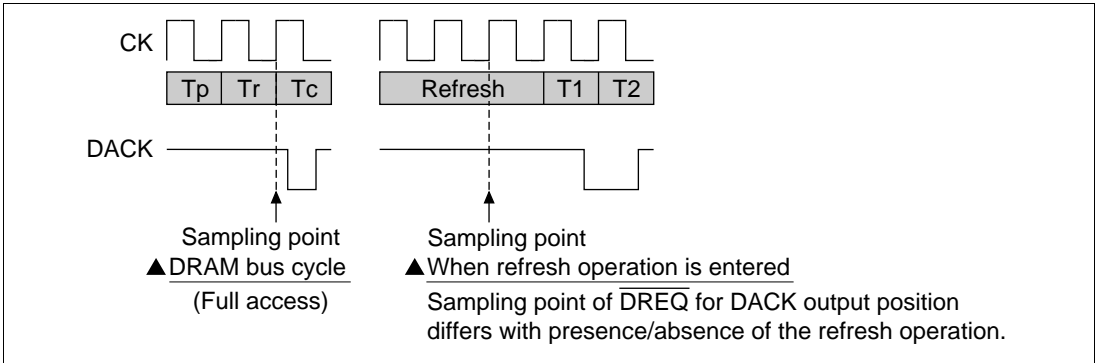 CK
Tp Tr Tc Refresh T1 T2
DACK
Sampling point
▲DRAM bus cycle
(Full access)
Sampling point
▲When refresh operation is entered
Sampling point of D̅R̅E̅Q̅ for DACK output position
differs with presence/absence of the refresh operation.